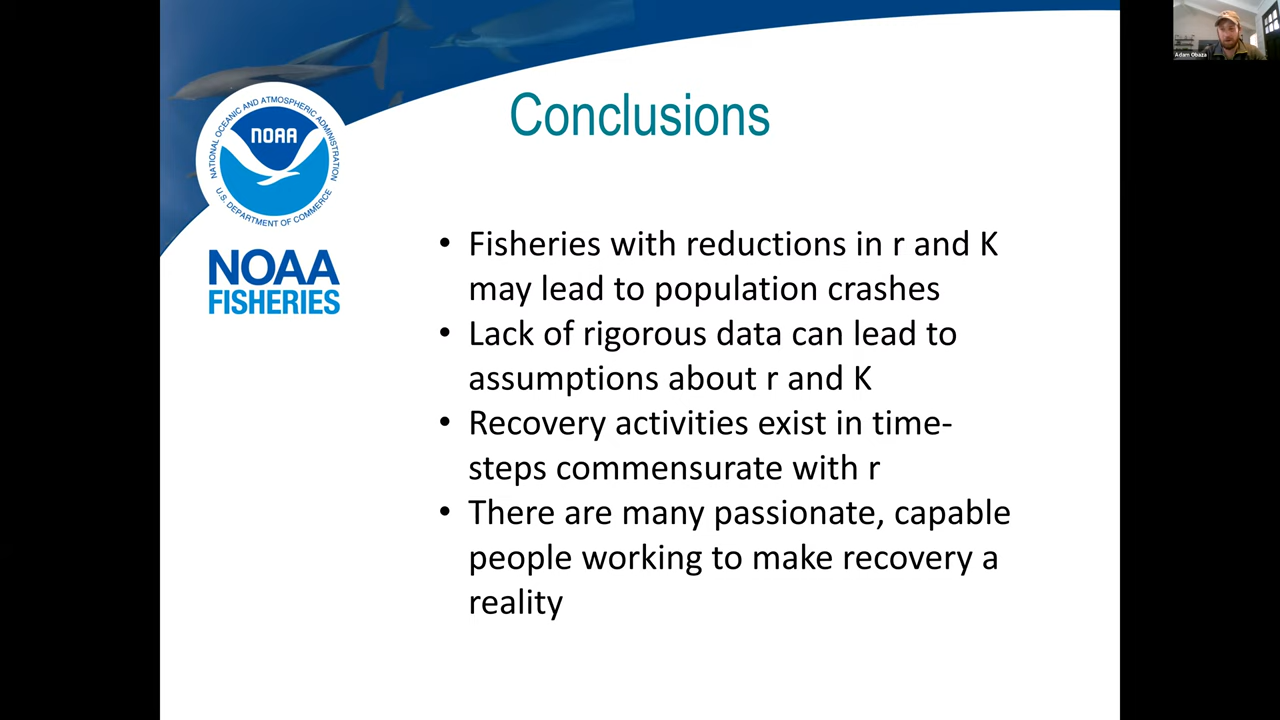 Adam Obaza
Conclusions
NATIONAL OCEANIC AND ATMOSPHERIC ADMINISTRATION
NOAA
U.S. DEPARTMENT OF COMMERCE
NOAA
FISHERIES
• Fisheries with reductions in r and K
may lead to population crashes
• Lack of rigorous data can lead to
assumptions about r and K
• Recovery activities exist in time-
steps commensurate with r
• There are many passionate, capable
people working to make recovery a
reality